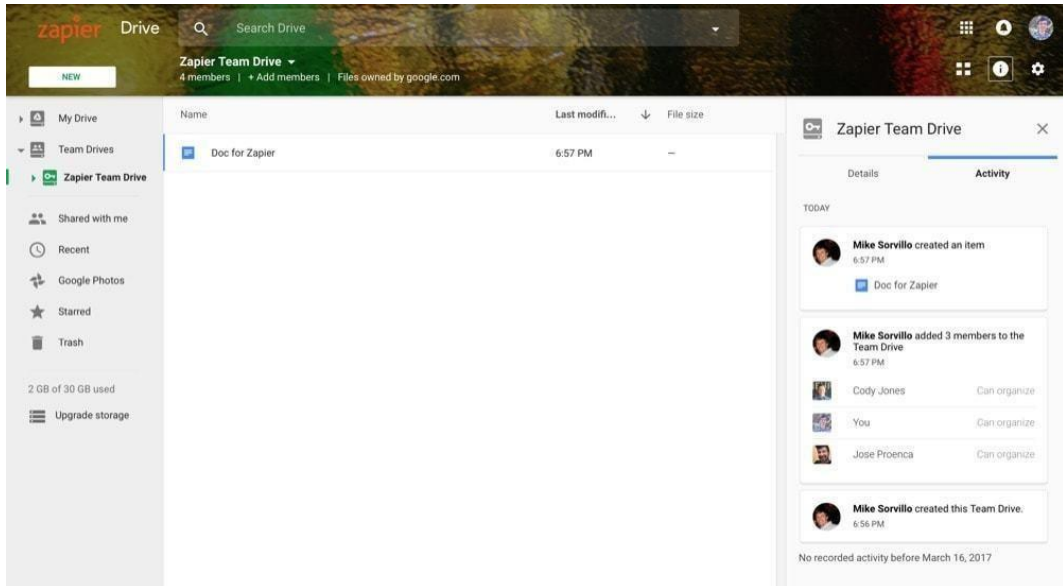 zapier Drive
Search Drive
NEW
Zapier Team Drive
4 members | + Add members | Files owned by google.com
My Drive
Team Drives
Zapier Team Drive
Shared with me
Recent
Google Photos
Starred
Trash
2 GB of 30 GB used
Upgrade storage
Name Last modifi... File size
Doc for Zapier 6:57 PM –
Zapier Team Drive
Details Activity
TODAY
Mike Sorvillo created an item
6:57 PM
Doc for Zapier
Mike Sorvillo added 3 members to the
Team Drive
6:57 PM
Cody Jones Can organize
You Can organize
Jose Proenca Can organize
Mike Sorvillo created this Team Drive.
6:56 PM
No recorded activity before March 16, 2017